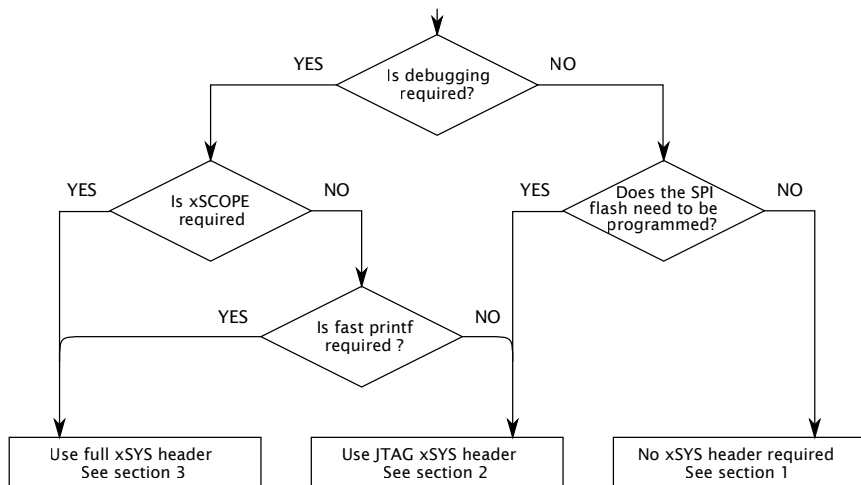 YES
Is debugging
required?
NO
YES
Is xSCOPE
required
NO
YES
Does the SPI
flash need to be
programmed?
NO
YES
Is fast printf
required ?
NO
Use full xSYS header
See section 3
Use JTAG xSYS header
See section 2
No xSYS header required
See section 1